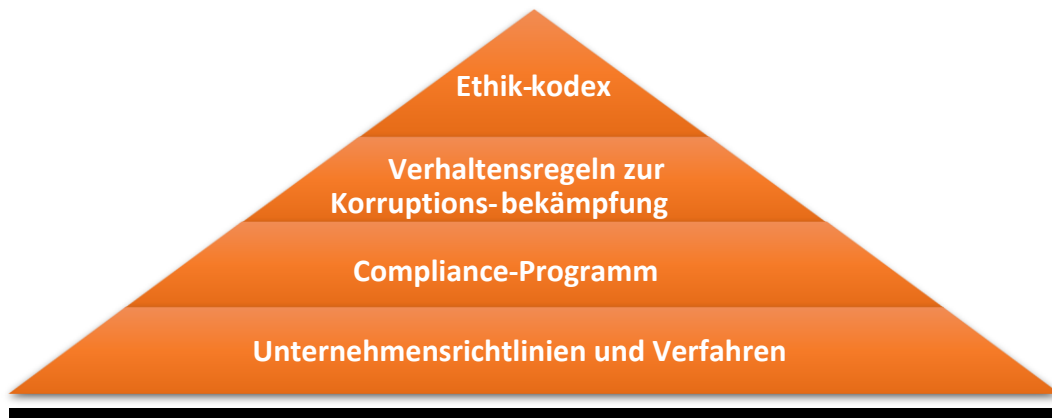 Ethik-kodex
Verhaltensregeln zur
Korruptions-bekämpfung
Compliance-Programm
Unternehmensrichtlinien und Verfahren